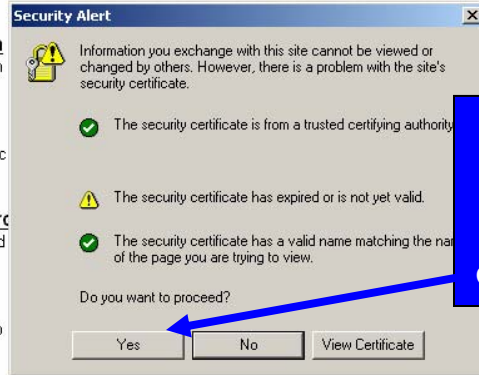 Security Alert
Information you exchange with this site cannot be viewed or
changed by others. However, there is a problem with the site's
security certificate.
The security certificate is from a trusted certifying authority
The security certificate has expired or is not yet valid.
The security certificate has a valid name matching the
of the page you are trying to view.
Do you want to proceed?
Yes
No
View Certificate